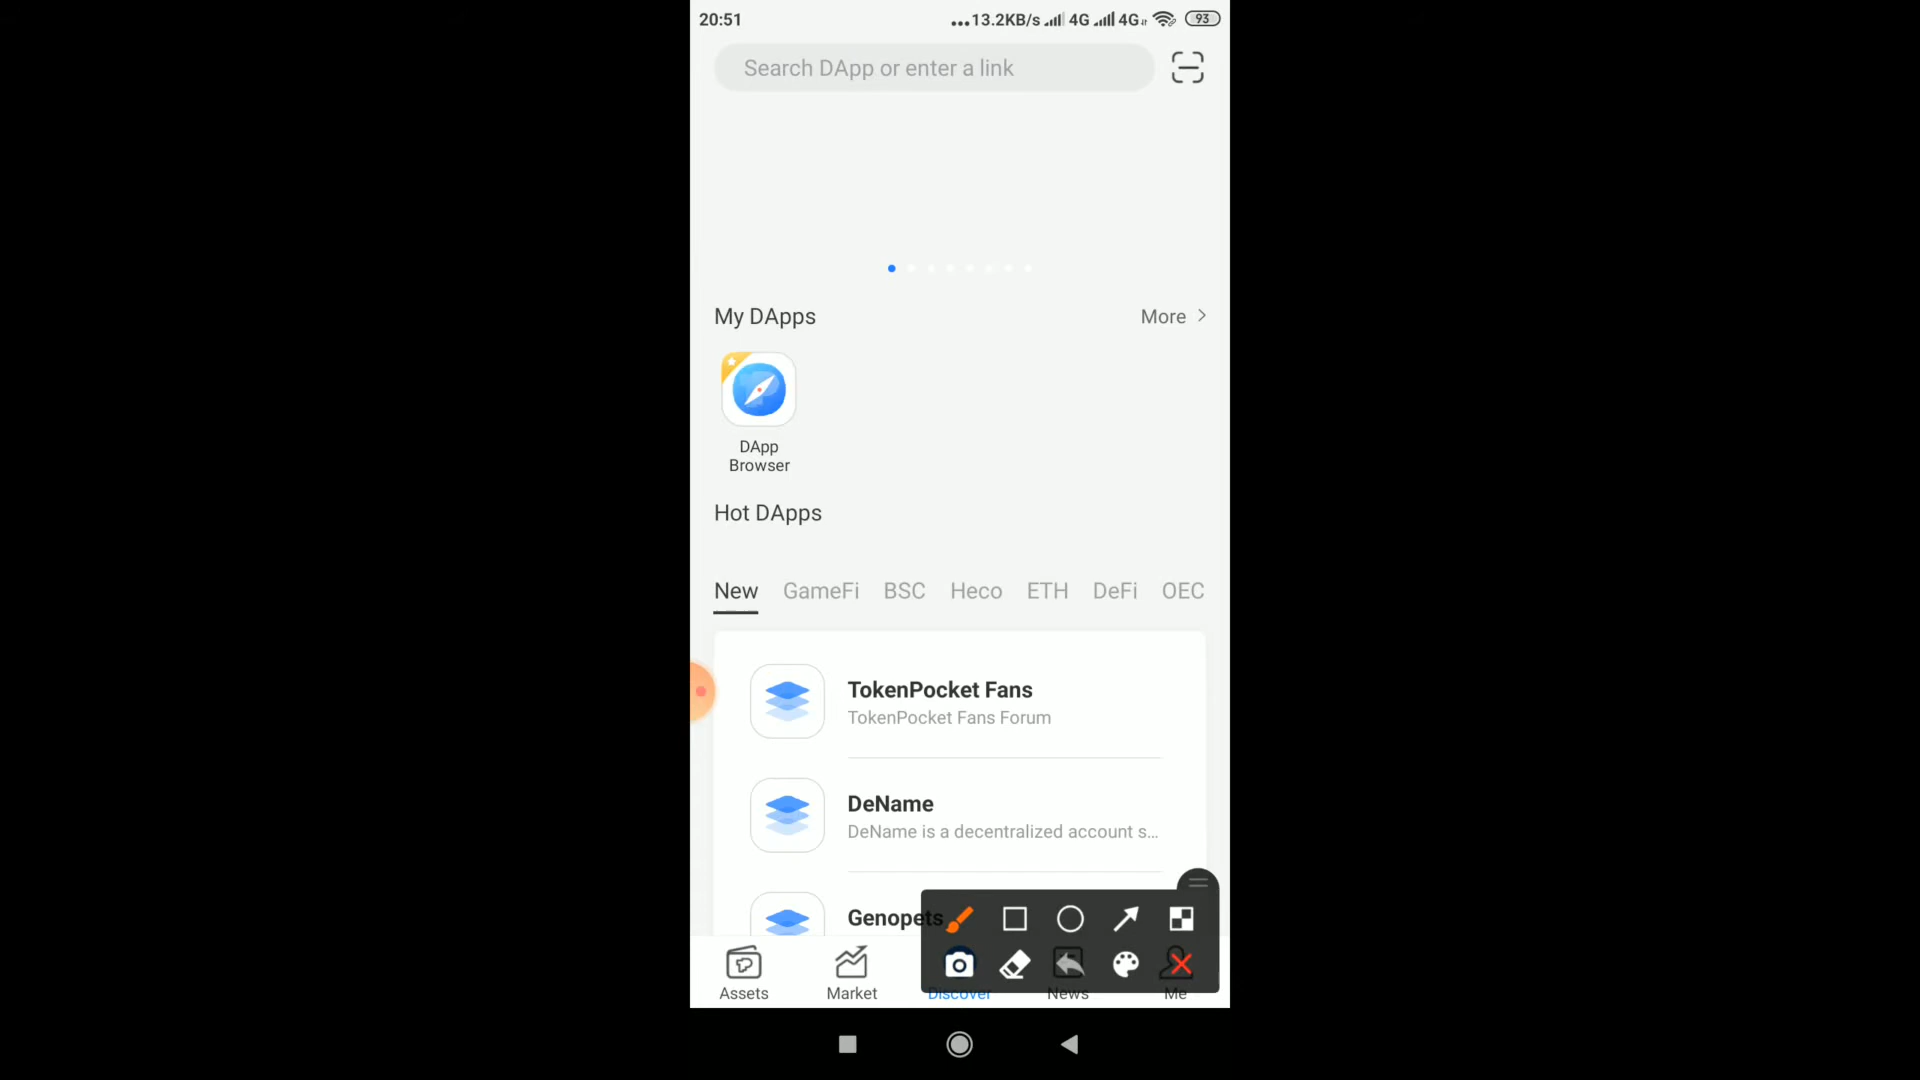 20:51
...13.2KB/s 4G 4G 93
Search DApp or enter a link
My DApps
More
DApp
Browser
Hot DApps
New GameFi BSC Heco ETH DeFi OEC
TokenPocket Fans
TokenPocket Fans Forum
DeName
DeName is a decentralized account s...
Genopets
Assets Market Discover News Me